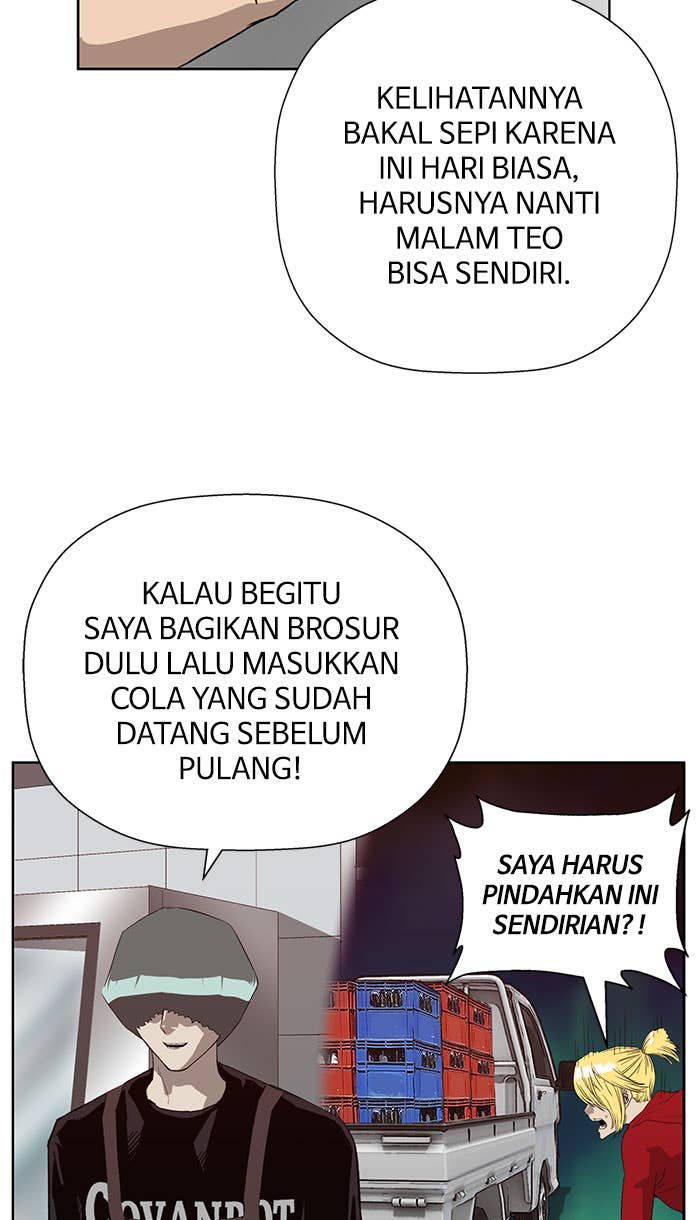 KELIHATANNYA
BAKAL SEPI KARENA
INI HARI BIASA,
HARUSNYA NANTI
MALAM TEO
BISA SENDIRI.
KALAU BEGITU
SAYA BAGIKAN BROSUR
DULU LALU MASUKKAN
COLA YANG SUDAH
DATANG SEBELUM
PULANG!
SAYA HARUS
PINDAHKAN INI
SENDIRIAN?!